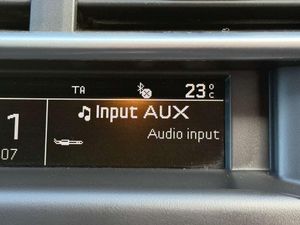 TA 23°C
Input AUX
1
Audio input
07